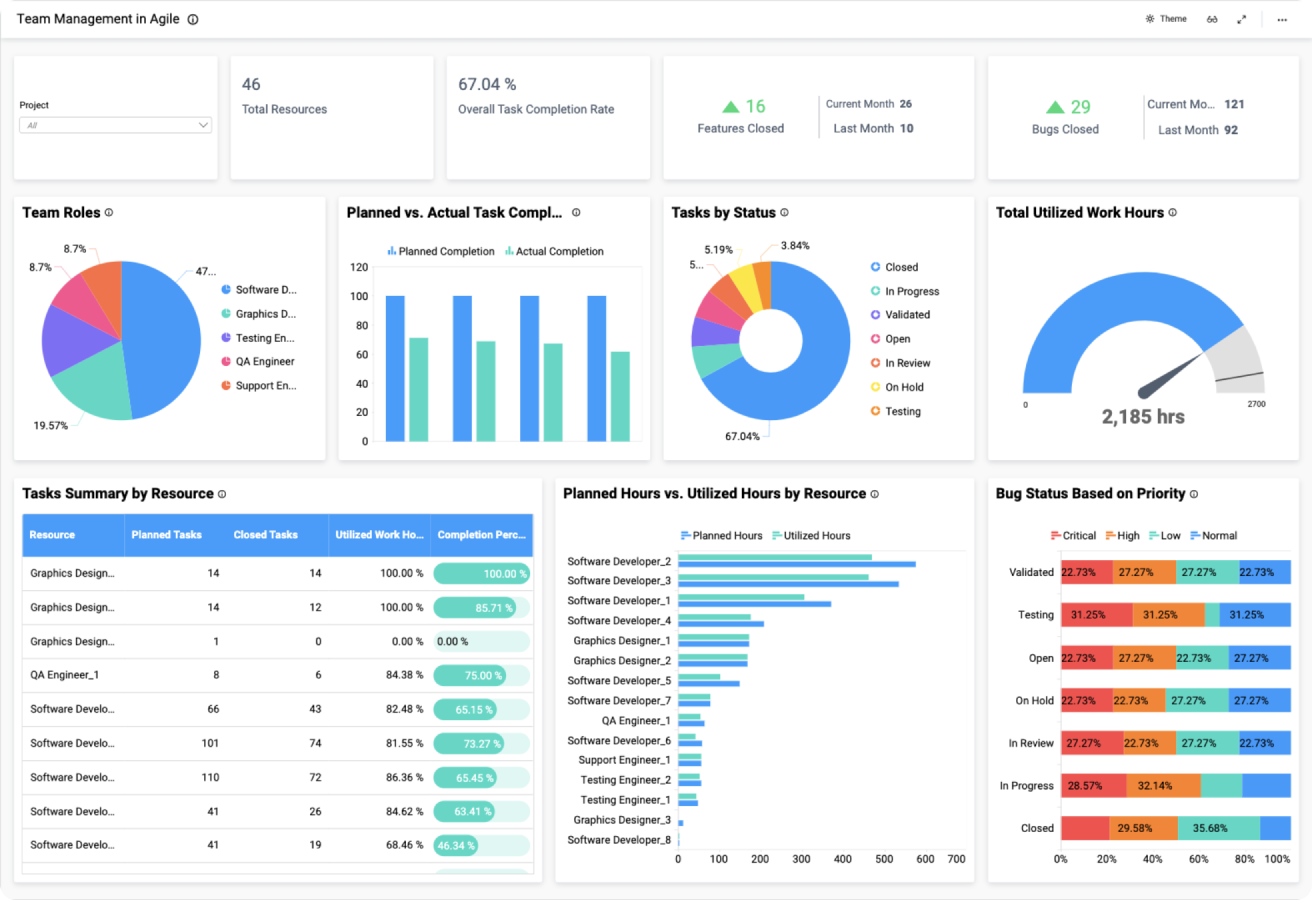 Team Management in Agile
Theme
Project
All
46
Total Resources
67.04 %
Overall Task Completion Rate
16
Features Closed
Current Month 26
Last Month 10
29
Bugs Closed
Current Mo... 121
Last Month 92
Team Roles
8.7%
8.7%
47...
19.57%
Software D...
Graphics D...
Testing En...
QA Engineer
Support En...
Planned vs. Actual Task Compl...
Planned Completion Actual Completion
120
100
80
60
40
20
0
Tasks by Status
3.84%
5.19%
5...
67.04%
Closed
In Progress
Validated
Open
In Review
On Hold
Testing
Total Utilized Work Hours
0
2700
2,185 hrs
Tasks Summary by Resource
Resource Planned Tasks Closed Tasks Utilized Work Ho... Completion Perc...
Graphics Design... 14 14 100.00 % 100.00 %
Graphics Design... 14 12 100.00 % 85.71 %
Graphics Design... 1 0 0.00 % 0.00 %
QA Engineer_1 8 6 84.38 % 75.00 %
Software Develo... 66 43 82.48 % 65.15 %
Software Develo... 101 74 81.55 % 73.27 %
Software Develo... 110 72 86.36 % 65.45 %
Software Develo... 41 26 84.62 % 63.41 %
Software Develo... 41 19 68.46 % 46.34 %
Planned Hours vs. Utilized Hours by Resource
Planned Hours Utilized Hours
Software Developer_2
Software Developer_3
Software Developer_1
Software Developer_4
Graphics Designer_1
Graphics Designer_2
Software Developer_5
Software Developer_7
QA Engineer_1
Software Developer_6
Support Engineer_1
Testing Engineer_2
Testing Engineer_1
Graphics Designer_3
Software Developer_8
0 100 200 300 400 500 600 700
Bug Status Based on Priority
Critical High Low Normal
Validated 22.73% 27.27% 27.27% 22.73%
Testing 31.25% 31.25% 31.25%
Open 22.73% 27.27% 22.73% 27.27%
On Hold 22.73% 22.73% 27.27% 27.27%
In Review 27.27% 22.73% 27.27% 22.73%
In Progress 28.57% 32.14%
Closed 29.58% 35.68%
0% 20% 40% 60% 80% 100%